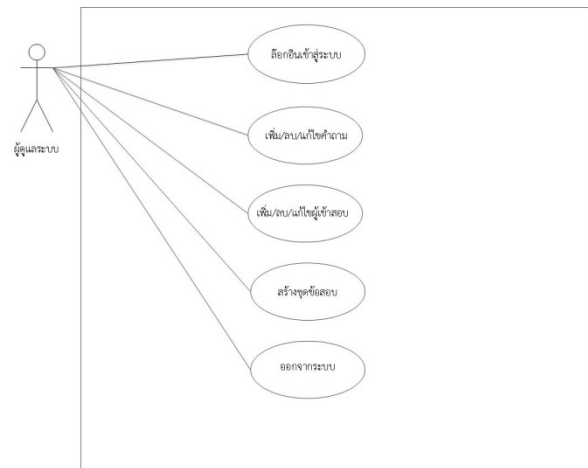 ล๊อกอินเข้าสู่ระบบ
ผู้ดูแลระบบ
เพิ่ม/ลบ/แก้ไขคำถาม
เพิ่ม/ลบ/แก้ไขผู้เข้าสอบ
สร้างชุดข้อสอบ
ออกจากระบบ